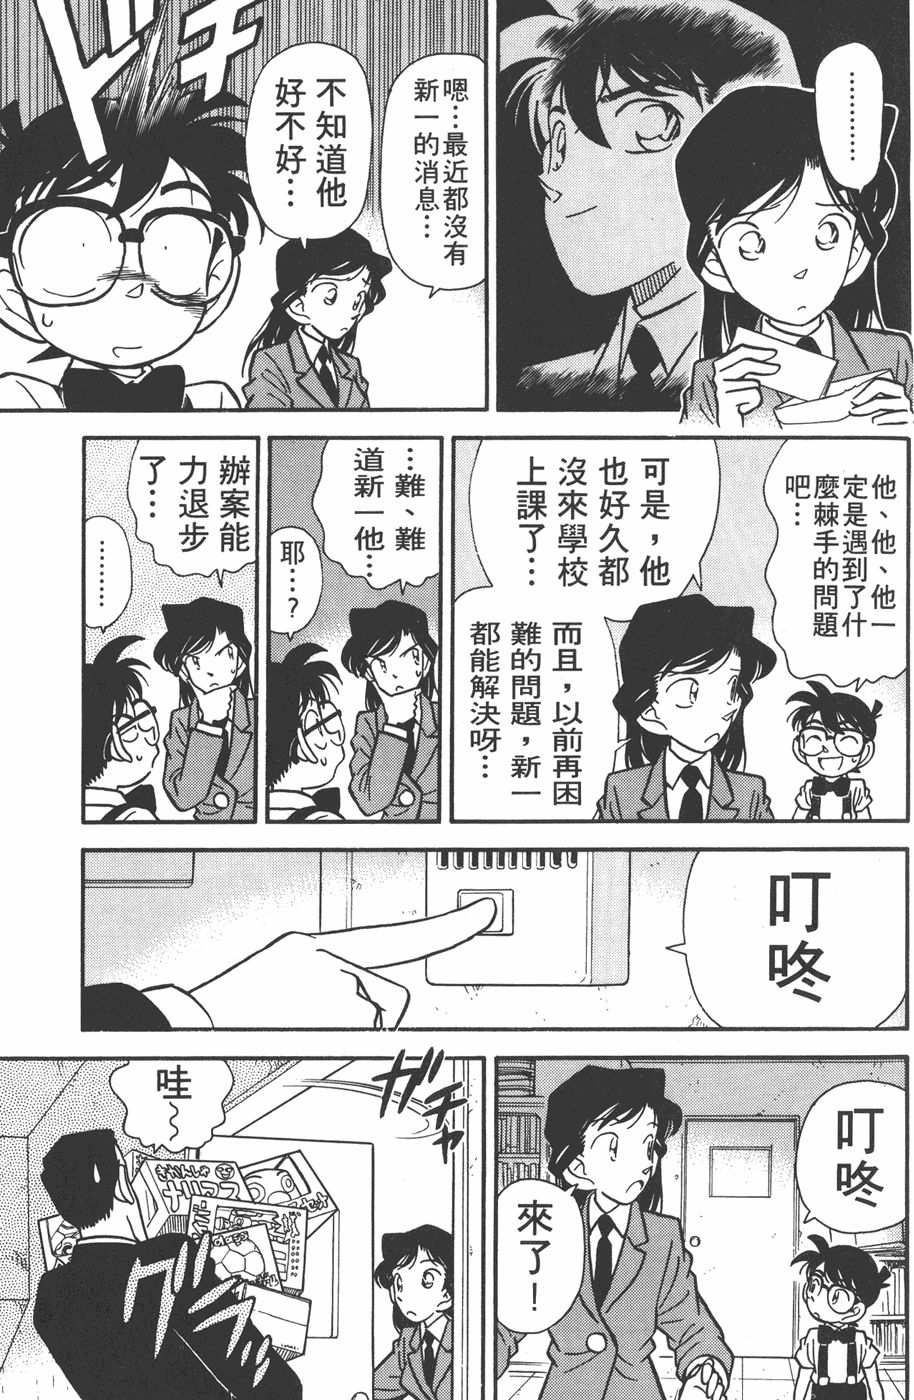 ………
嗯…最近都沒有
新一的消息…
不知道他
好不好…
ドキ
他、他、他一
定是遇到了什
麼棘手的問題
吧…
可是，他
也好久都
沒來學校
上課了…
而且，以前再困
難的問題，新一
都能解決呀…
…難、難
道新一他…
耶…?
辦案能
力退步
了…
………
叮咚
叮咚
來了！
ガチャ
哇～
グググ